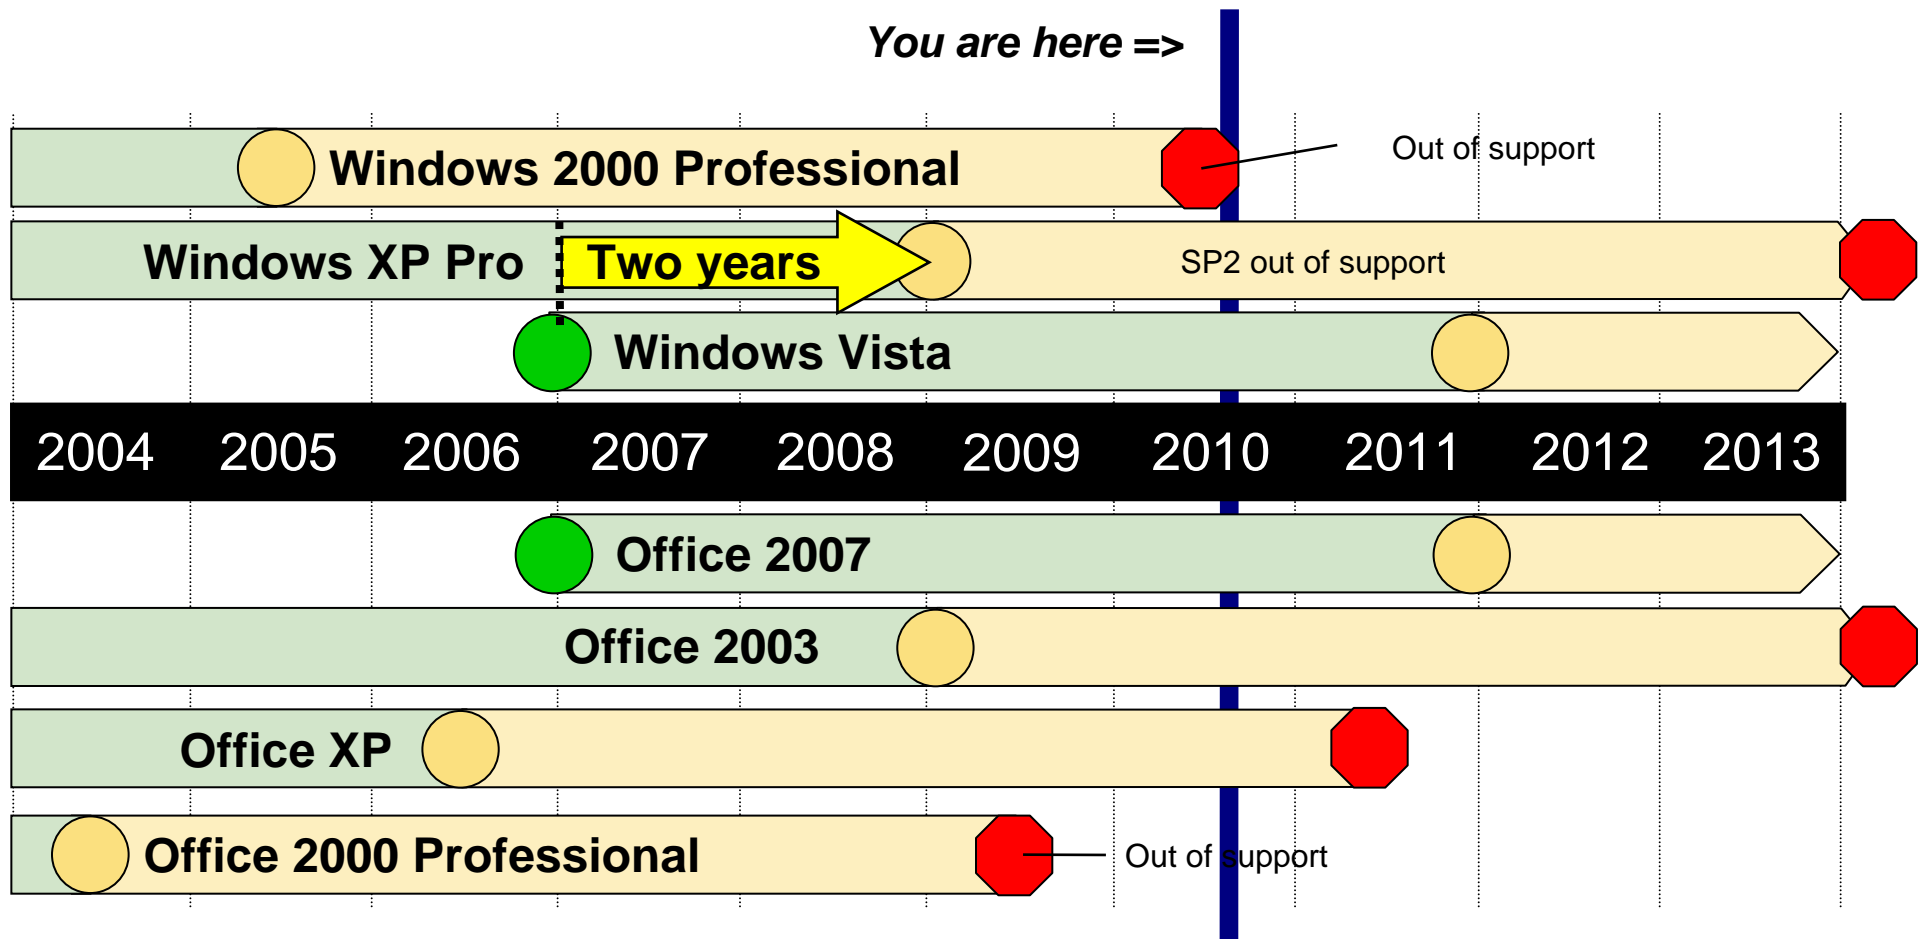 You are here =>
Windows 2000 Professional
Out of support
Windows XP Pro
Two years
SP2 out of support
Windows Vista
2004 2005 2006 2007 2008 2009 2010 2011 2012 2013
Office 2007
Office 2003
Office XP
Office 2000 Professional
Out of support